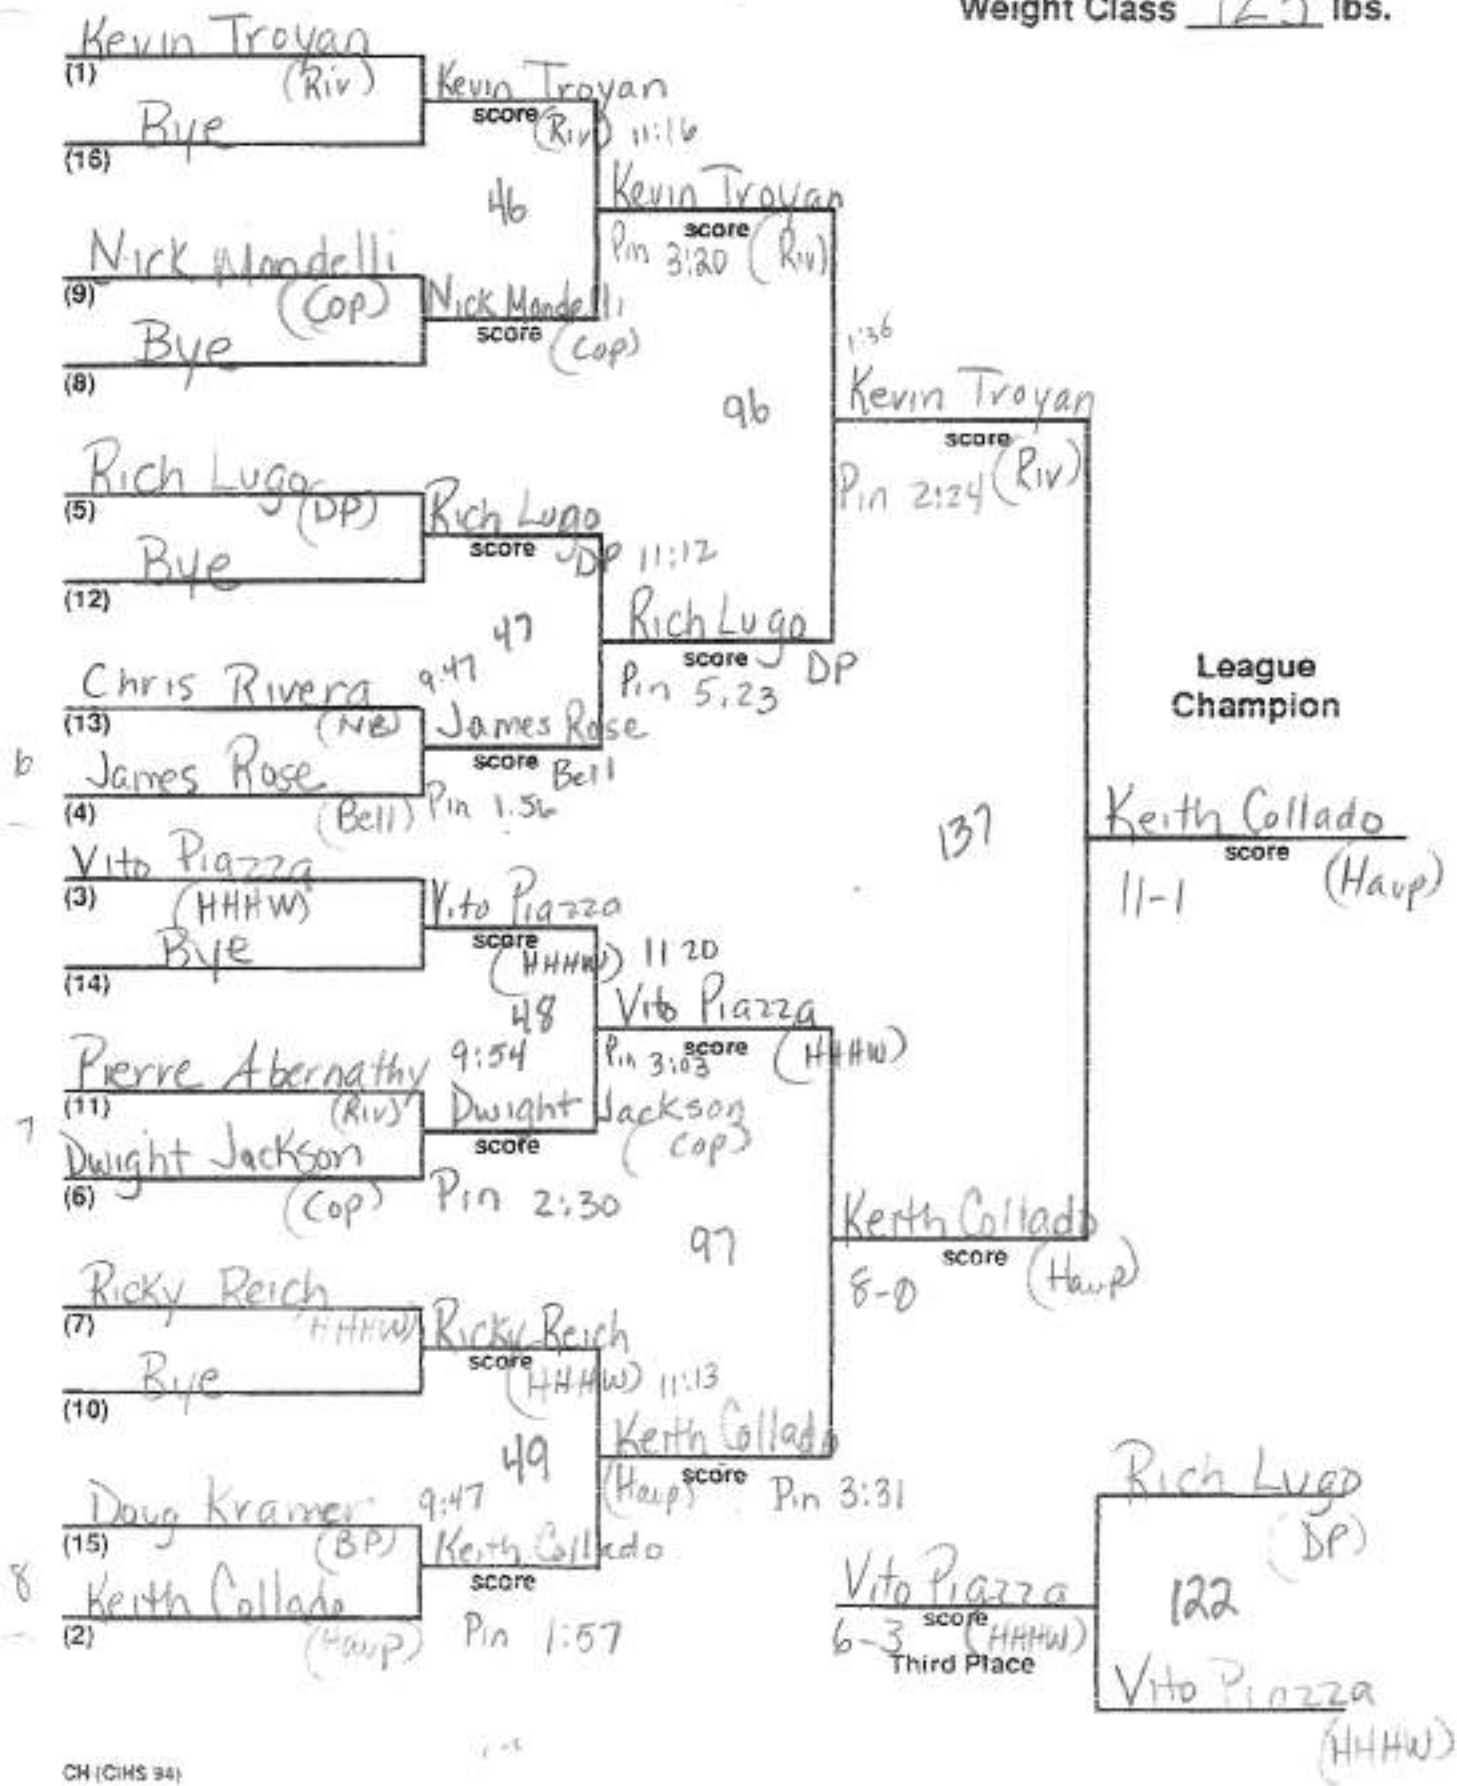 Weight Class 125 lbs.
Kevin Troyan
(1)
(Riv)
Bye
(16)
Kevin Troyan
score
(Riv) 11:16
46
Nick Mondelli
(9)
(Cop)
Bye
(8)
Nick Mondelli
score
(Cop)
Kevin Troyan
score
Pin 3:20 (Riv)
Rich Lugo
(5)
(DP)
Bye
(12)
Rich Lugo
score
DP 11:12
47
Chris Rivera 9:47
(13)
(NB)
6
James Rose
(4)
(Bell)
James Rose
score Bell
Pin 1:56
Rich Lugo
score DP
Pin 5:23
96
1:36
Kevin Troyan
score
Pin 2:24 (Riv)
Vito Piazza
(3)
(HHHW)
Bye
(14)
Vito Piazza
score
(HHHW) 11 20
48
Pierre Abernathy 9:54
(11)
(Riv)
7
Dwight Jackson
(6)
(Cop)
Dwight Jackson
score
(Cop)
Pin 2:30
Vito Piazza
score
Pin 3:03 (HHHW)
Ricky Reich
(7)
(HHHW)
Bye
(10)
Ricky Reich
score
(HHHW) 11:13
49
Doug Kramer 9:47
(15)
(BP)
8
Keith Collado
(2)
(Haup)
Keith Collado
score
Pin 1:57
Keith Collado
score
(Haup) Pin 3:31
97
Keith Collado
score
8-0 (Haup)
137
League
Champion
Keith Collado
score
11-1 (Haup)
Rich Lugo
(DP)
122
Vito Piazza
(HHHW)
Vito Piazza
score
6-3 (HHHW)
Third Place
CH (CIHS 94)